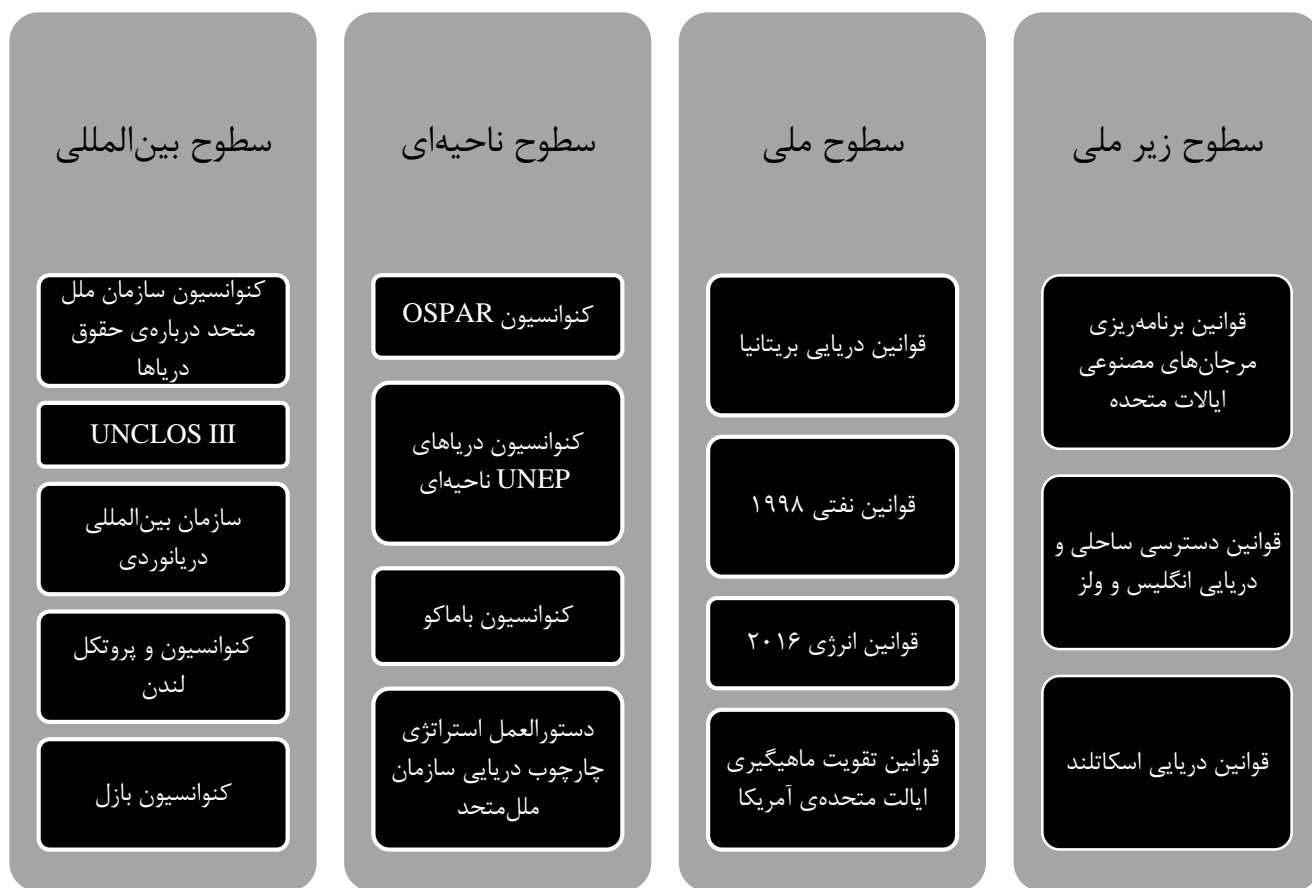 سطوح زیر ملی
قوانین برنامه‌ریزی
مرجان‌های مصنوعی
ایالات متحده
قوانین دسترسی ساحلی و
دریایی انگلیس و ولز
قوانین دریایی اسکاتلند
سطوح ملی
قوانین دریایی بریتانیا
قوانین نفتی ۱۹۹۸
قوانین انرژی ۲۰۱۶
قوانین تقویت ماهیگیری
ایالت متحده‌ی آمریکا
سطوح ناحیه‌ای
کنوانسیون OSPAR
کنوانسیون دریاهای
ناحیه‌ای UNEP
کنوانسیون باماکو
دستورالعمل استراتژی
چارچوب دریایی سازمان
ملل‌متحد
سطوح بین‌المللی
کنوانسیون سازمان ملل
متحد درباره‌ی حقوق
دریاها
UNCLOS III
سازمان بین‌المللی
دریانوردی
کنوانسیون و پروتکل
لندن
کنوانسیون بازل